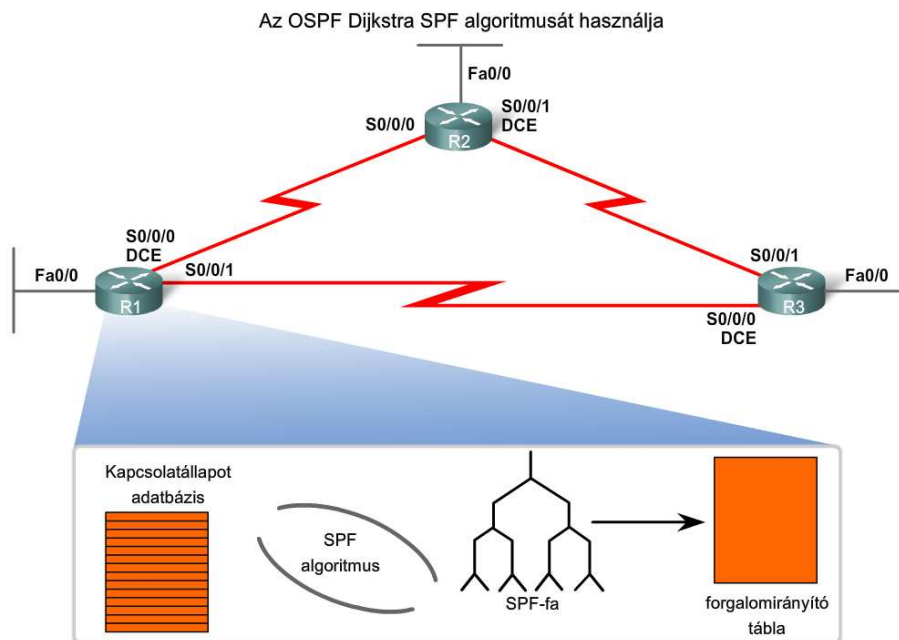 Az OSPF Dijkstra SPF algoritmusát használja
Fa0/0
S0/0/0
S0/0/1
DCE
R2
S0/0/0
DCE
S0/0/1
Fa0/0
R1
S0/0/1
Fa0/0
R3
S0/0/0
DCE
Kapcsolatállapot
adatbázis
SPF
algoritmus
SPF-fa
forgalomirányító
tábla